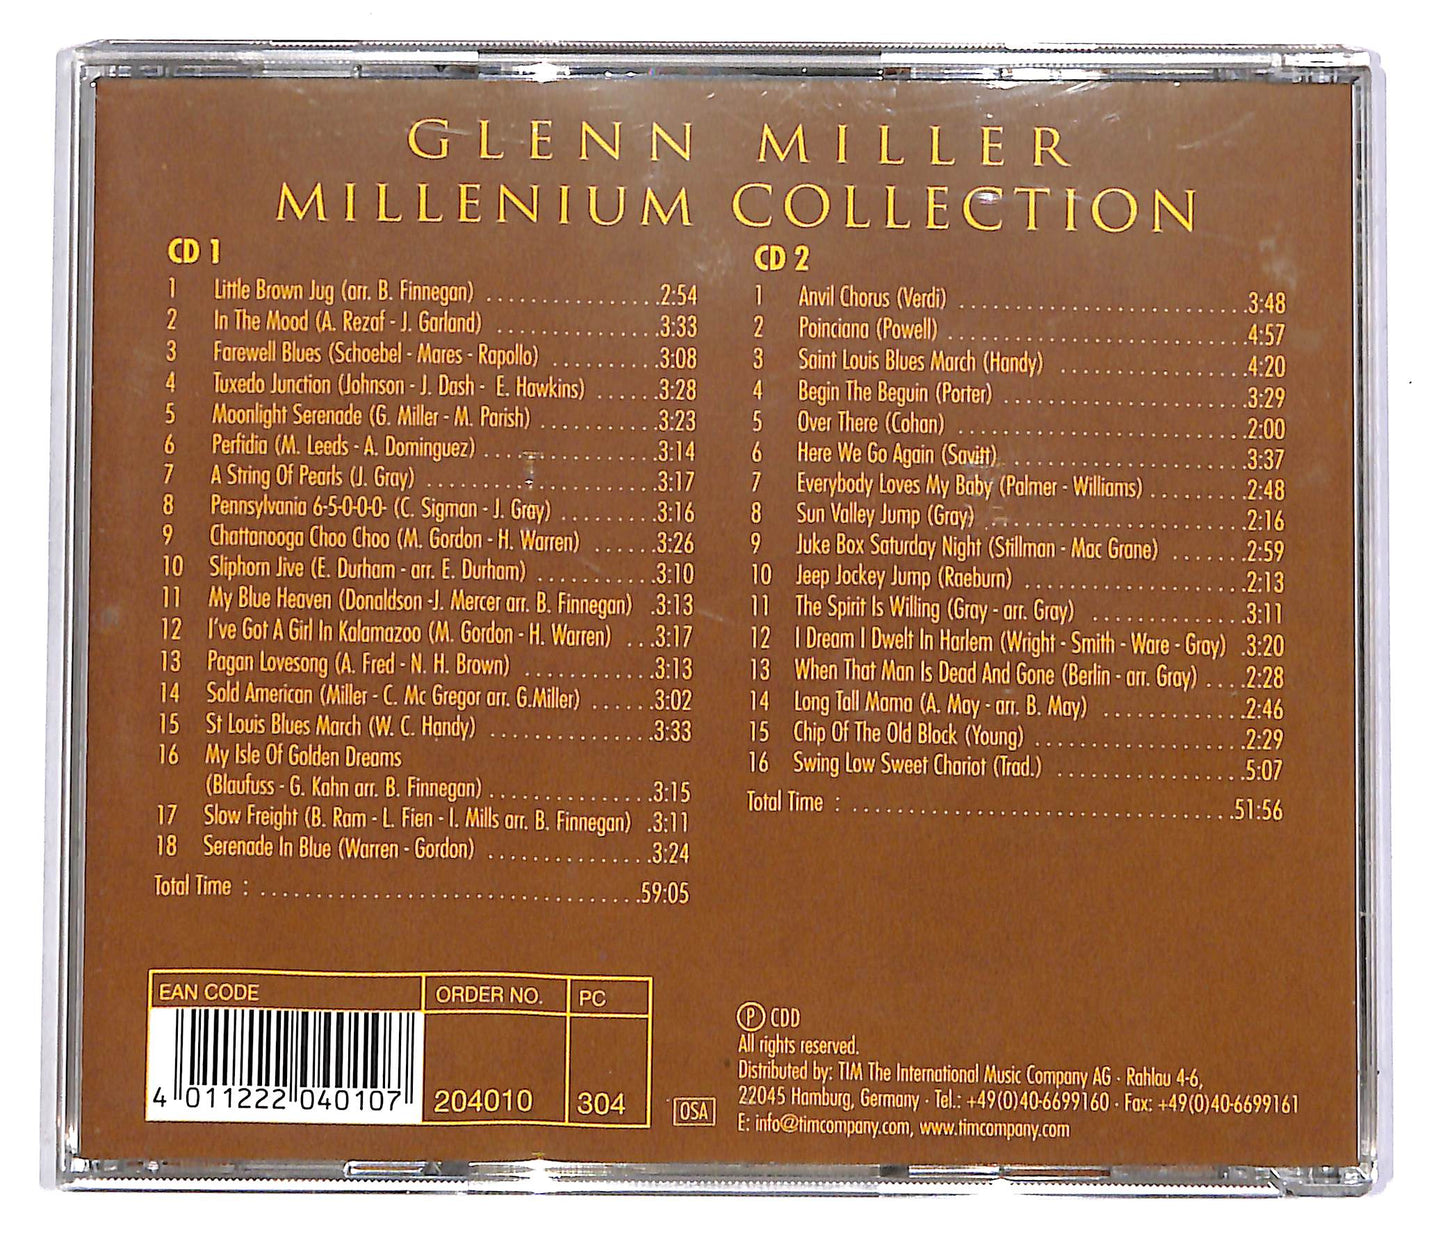 GLENN MILLER
MILLENIUM COLLECTION
CD 1
1 Little Brown Jug (arr. B. Finnegan) ................2:54
2 In The Mood (A. Rezaf - J. Garland) ...............3:33
3 Farewell Blues (Schoebel - Mares - Rapollo) ..........3:08
4 Tuxedo Junction (Johnson - J. Dash - E. Hawkins) ......3:28
5 Moonlight Serenade (G. Miller - M. Parish) ............3:23
6 Perfidia (M. Leeds - A. Dominguez) ................3:14
7 A String Of Pearls (J. Gray) .....................3:17
8 Pennsylvania 6-5-0-0-0- (C. Sigman - J. Gray) .........3:16
9 Chattanooga Choo Choo (M. Gordon - H. Warren) ......3:26
10 Sliphorn Jive (E. Durham - arr. E. Durham) ...........3:10
11 My Blue Heaven (Donaldson -J. Mercer arr. B. Finnegan) .3:13
12 I've Got A Girl In Kalamazoo (M. Gordon - H. Warren) ...3:17
13 Pagan Lovesong (A. Fred - N. H. Brown) .............3:13
14 Sold American (Miller - C. Mc Gregor arr. G.Miller) ......3:02
15 St Louis Blues March (W. C. Handy) ................3:33
16 My Isle Of Golden Dreams
(Blaufuss - G. Kahn arr. B. Finnegan) ...............3:15
17 Slow Freight (B. Ram - L. Fien - I. Mills arr. B. Finnegan) .3:11
18 Serenade In Blue (Warren - Gordon) ...............3:24
Total Time : ...................................59:05
CD 2
1 Anvil Chorus (Verdi) ...........................3:48
2 Poinciana (Powell) ............................4:57
3 Saint Louis Blues March (Handy) ..................4:20
4 Begin The Beguin (Porter) .......................3:29
5 Over There (Cohan) ...........................2:00
6 Here We Go Again (Savitt) .......................3:37
7 Everybody Loves My Baby (Palmer - Williams) .........2:48
8 Sun Valley Jump (Gray) .........................2:16
9 Juke Box Saturday Night (Stillman - Mac Grane) .......2:59
10 Jeep Jockey Jump (Raeburn) .....................2:13
11 The Spirit Is Willing (Gray - arr. Gray) ...............3:11
12 I Dream I Dwelt In Harlem (Wright - Smith - Ware - Gray) .3:20
13 When That Man Is Dead And Gone (Berlin - arr. Gray) ....2:28
14 Long Tall Mama (A. May - arr. B. May) .............2:46
15 Chip Of The Old Block (Young) ...................2:29
16 Swing Low Sweet Chariot (Trad.) .................5:07
Total Time : ...................................51:56
EAN CODE
ORDER NO.
PC
4 011222 040107
204010
304
OSA
Ⓟ CDD
All rights reserved.
Distributed by: TIM The International Music Company AG · Rahlau 4-6,
22045 Hamburg, Germany · Tel.: +49(0)40-6699160 · Fax: +49(0)40-6699161
E: info@timcompany.com, www.timcompany.com